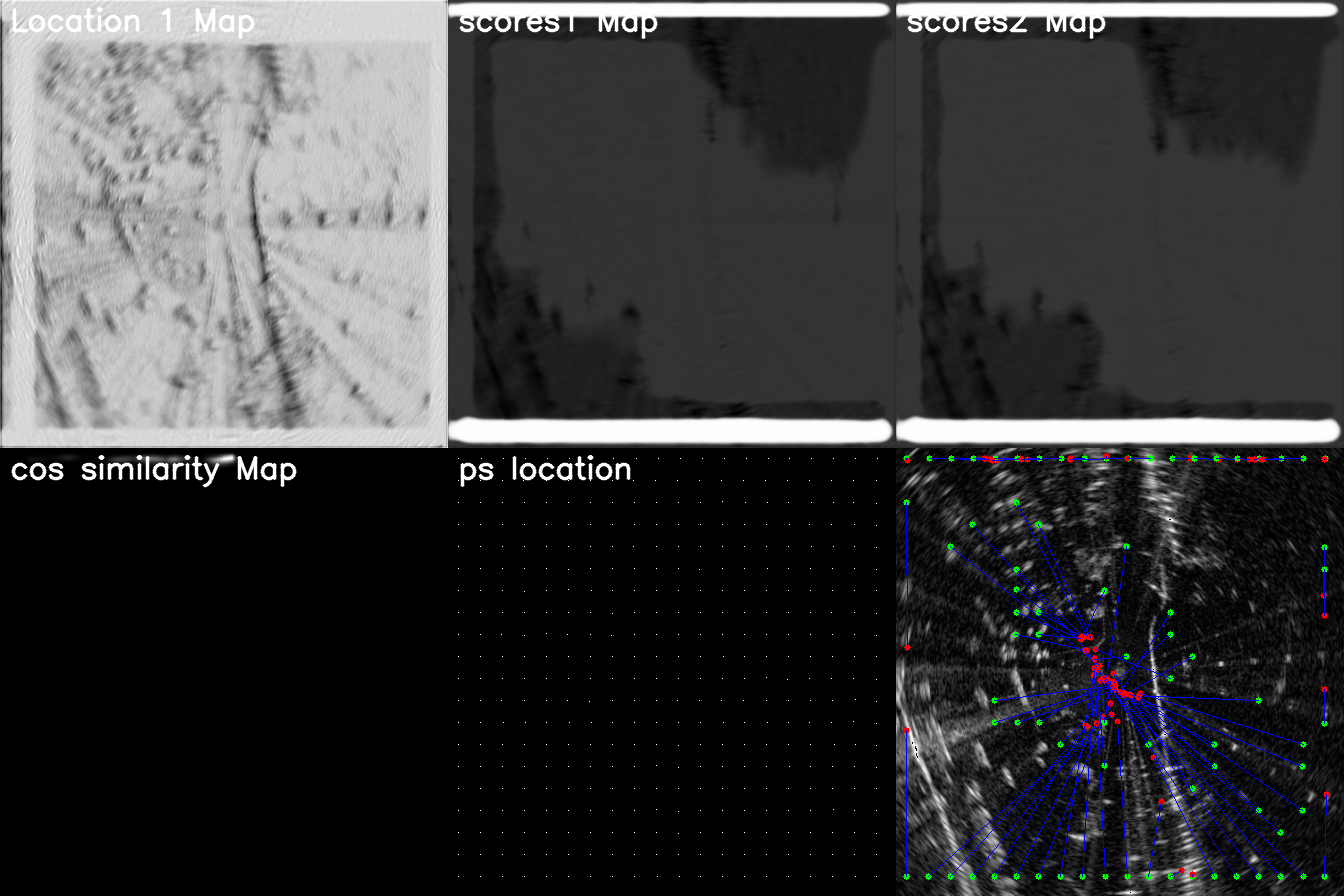 Location 1 Map
scores1 Map
scores2 Map
cos similarity Map
ps location